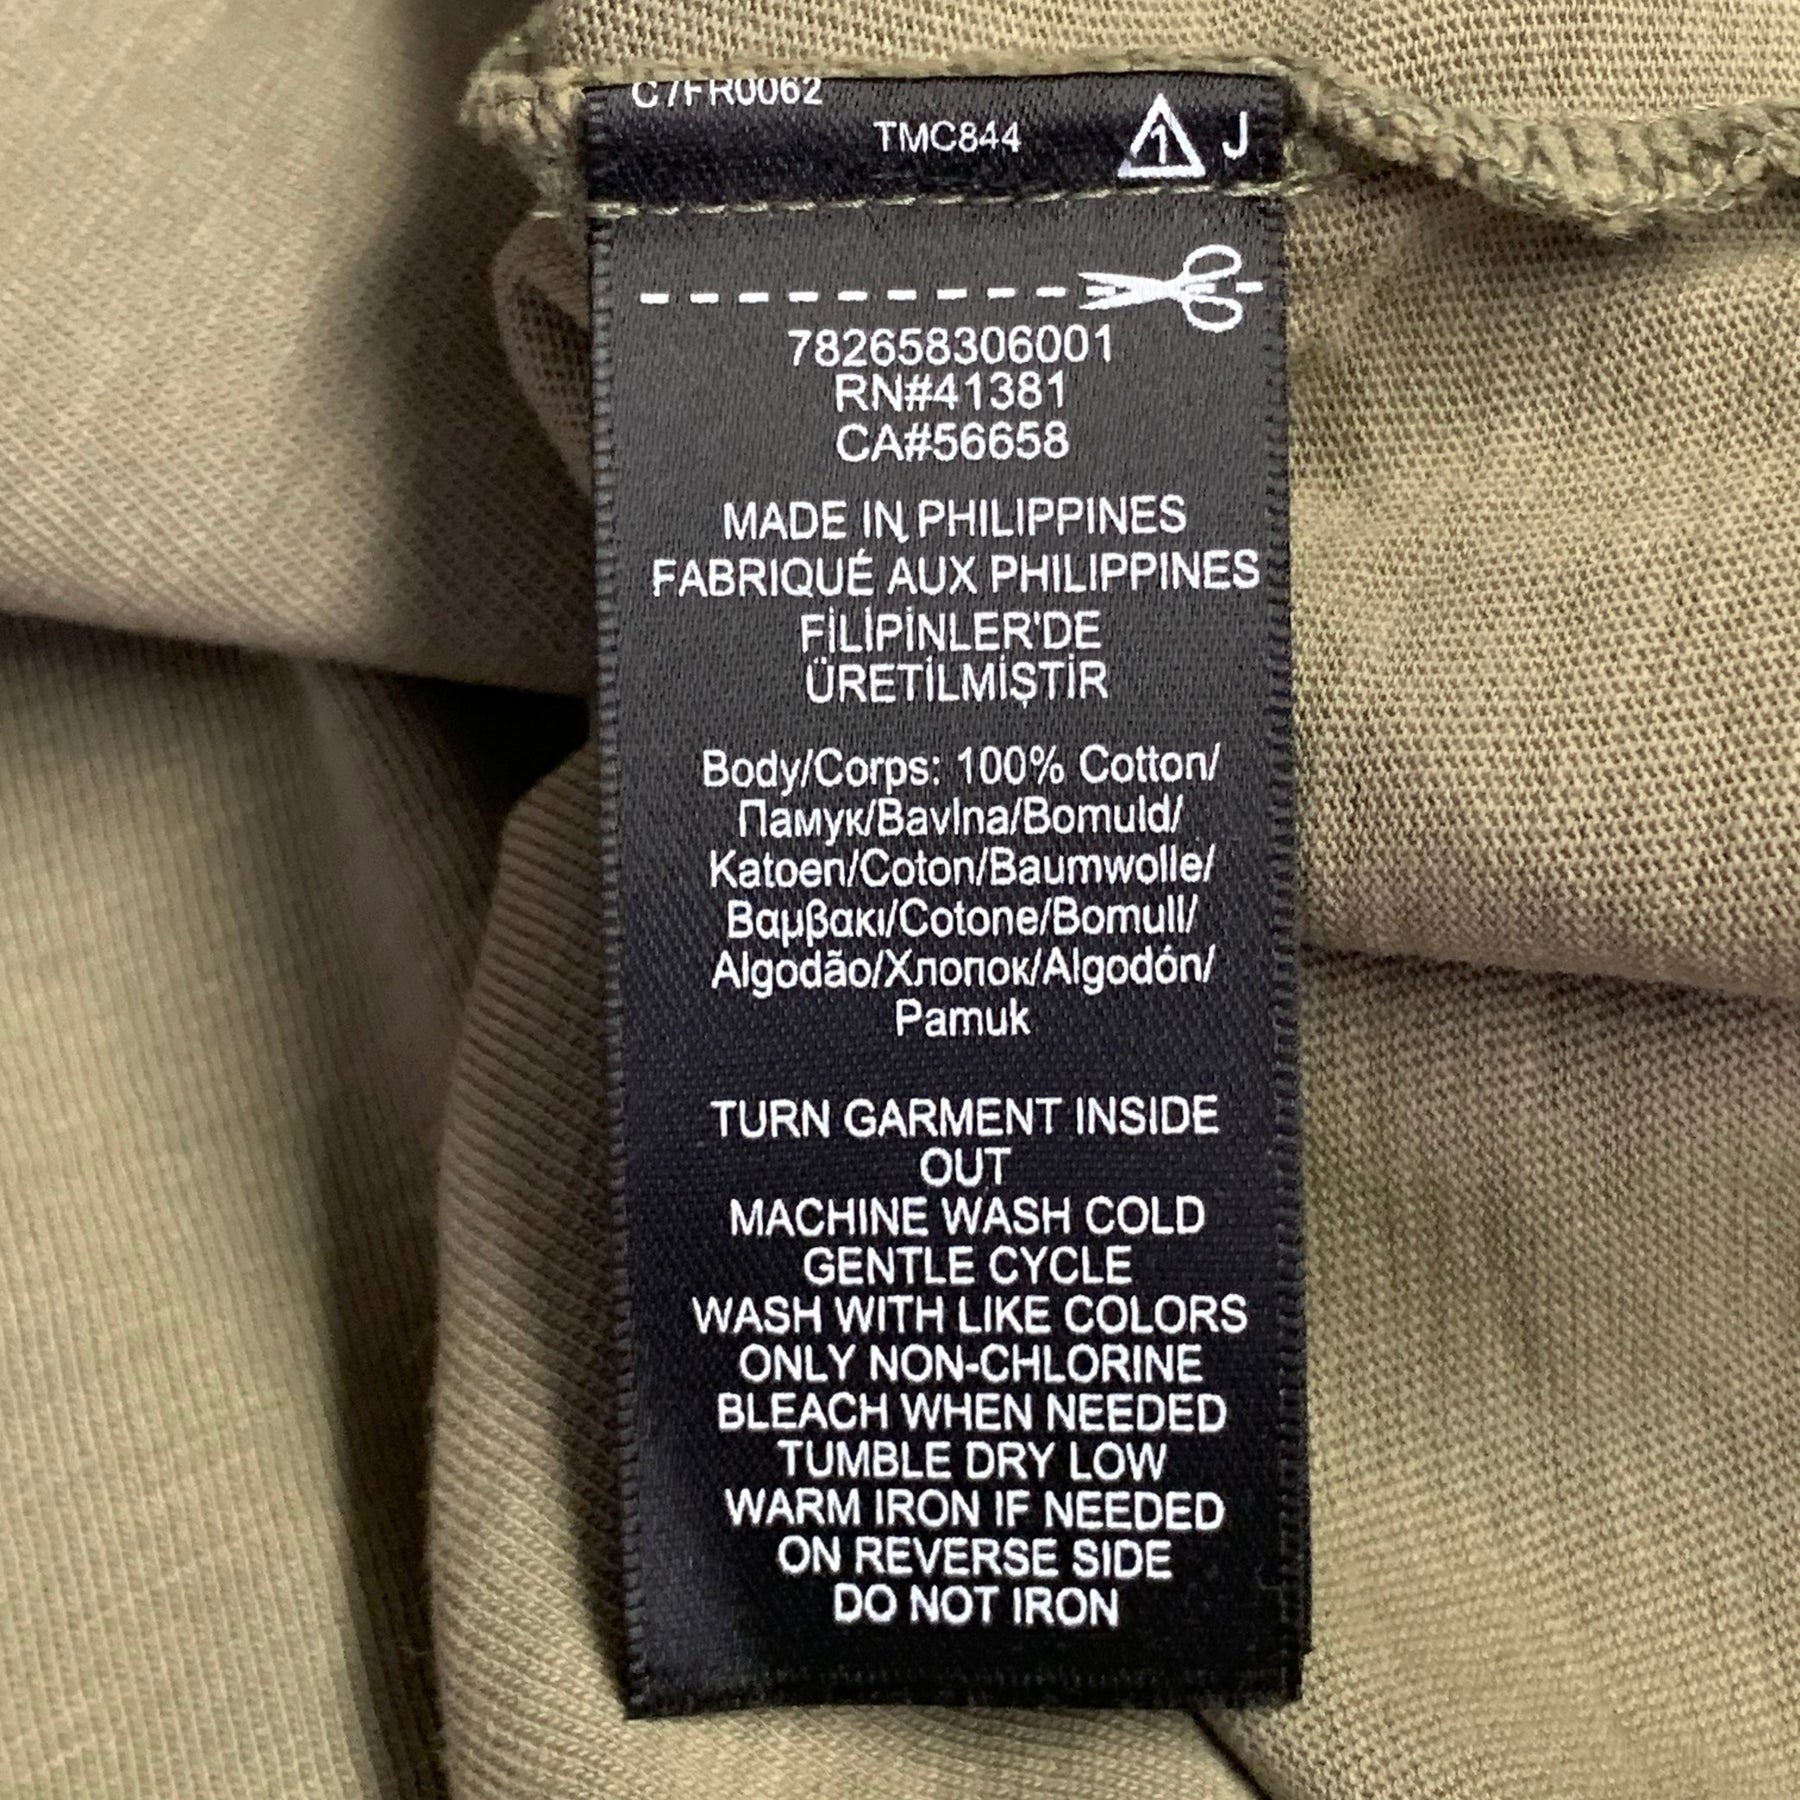 C7FR0062
TMC844
1 J
782658306001
RN#41381
CA#56658
MADE IN PHILIPPINES
FABRIQUÉ AUX PHILIPPINES
FİLİPİNLER'DE
ÜRETİLMİŞTİR
Body/Corps: 100% Cotton/
Памук/Bavlna/Bomuld/
Katoen/Coton/Baumwolle/
Βαμβακι/Cotone/Bomull/
Algodão/Хлопок/Algodón/
Pamuk
TURN GARMENT INSIDE
OUT
MACHINE WASH COLD
GENTLE CYCLE
WASH WITH LIKE COLORS
ONLY NON-CHLORINE
BLEACH WHEN NEEDED
TUMBLE DRY LOW
WARM IRON IF NEEDED
ON REVERSE SIDE
DO NOT IRON